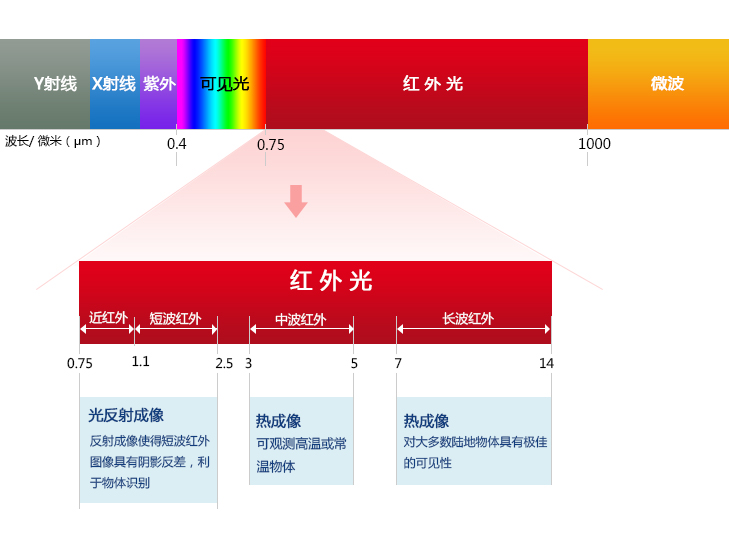 Y射线 X射线 紫外 可见光 红外光 微波
波长/ 微米（μm） 0.4 0.75 1000
红外光
近红外 短波红外 中波红外 长波红外
0.75 1.1 2.5 3 5 7 14
光反射成像
反射成像使得短波红外
图像具有阴影反差，利
于物体识别
热成像
可观测高温或常
温物体
热成像
对大多数陆地物体具有极佳
的可见性